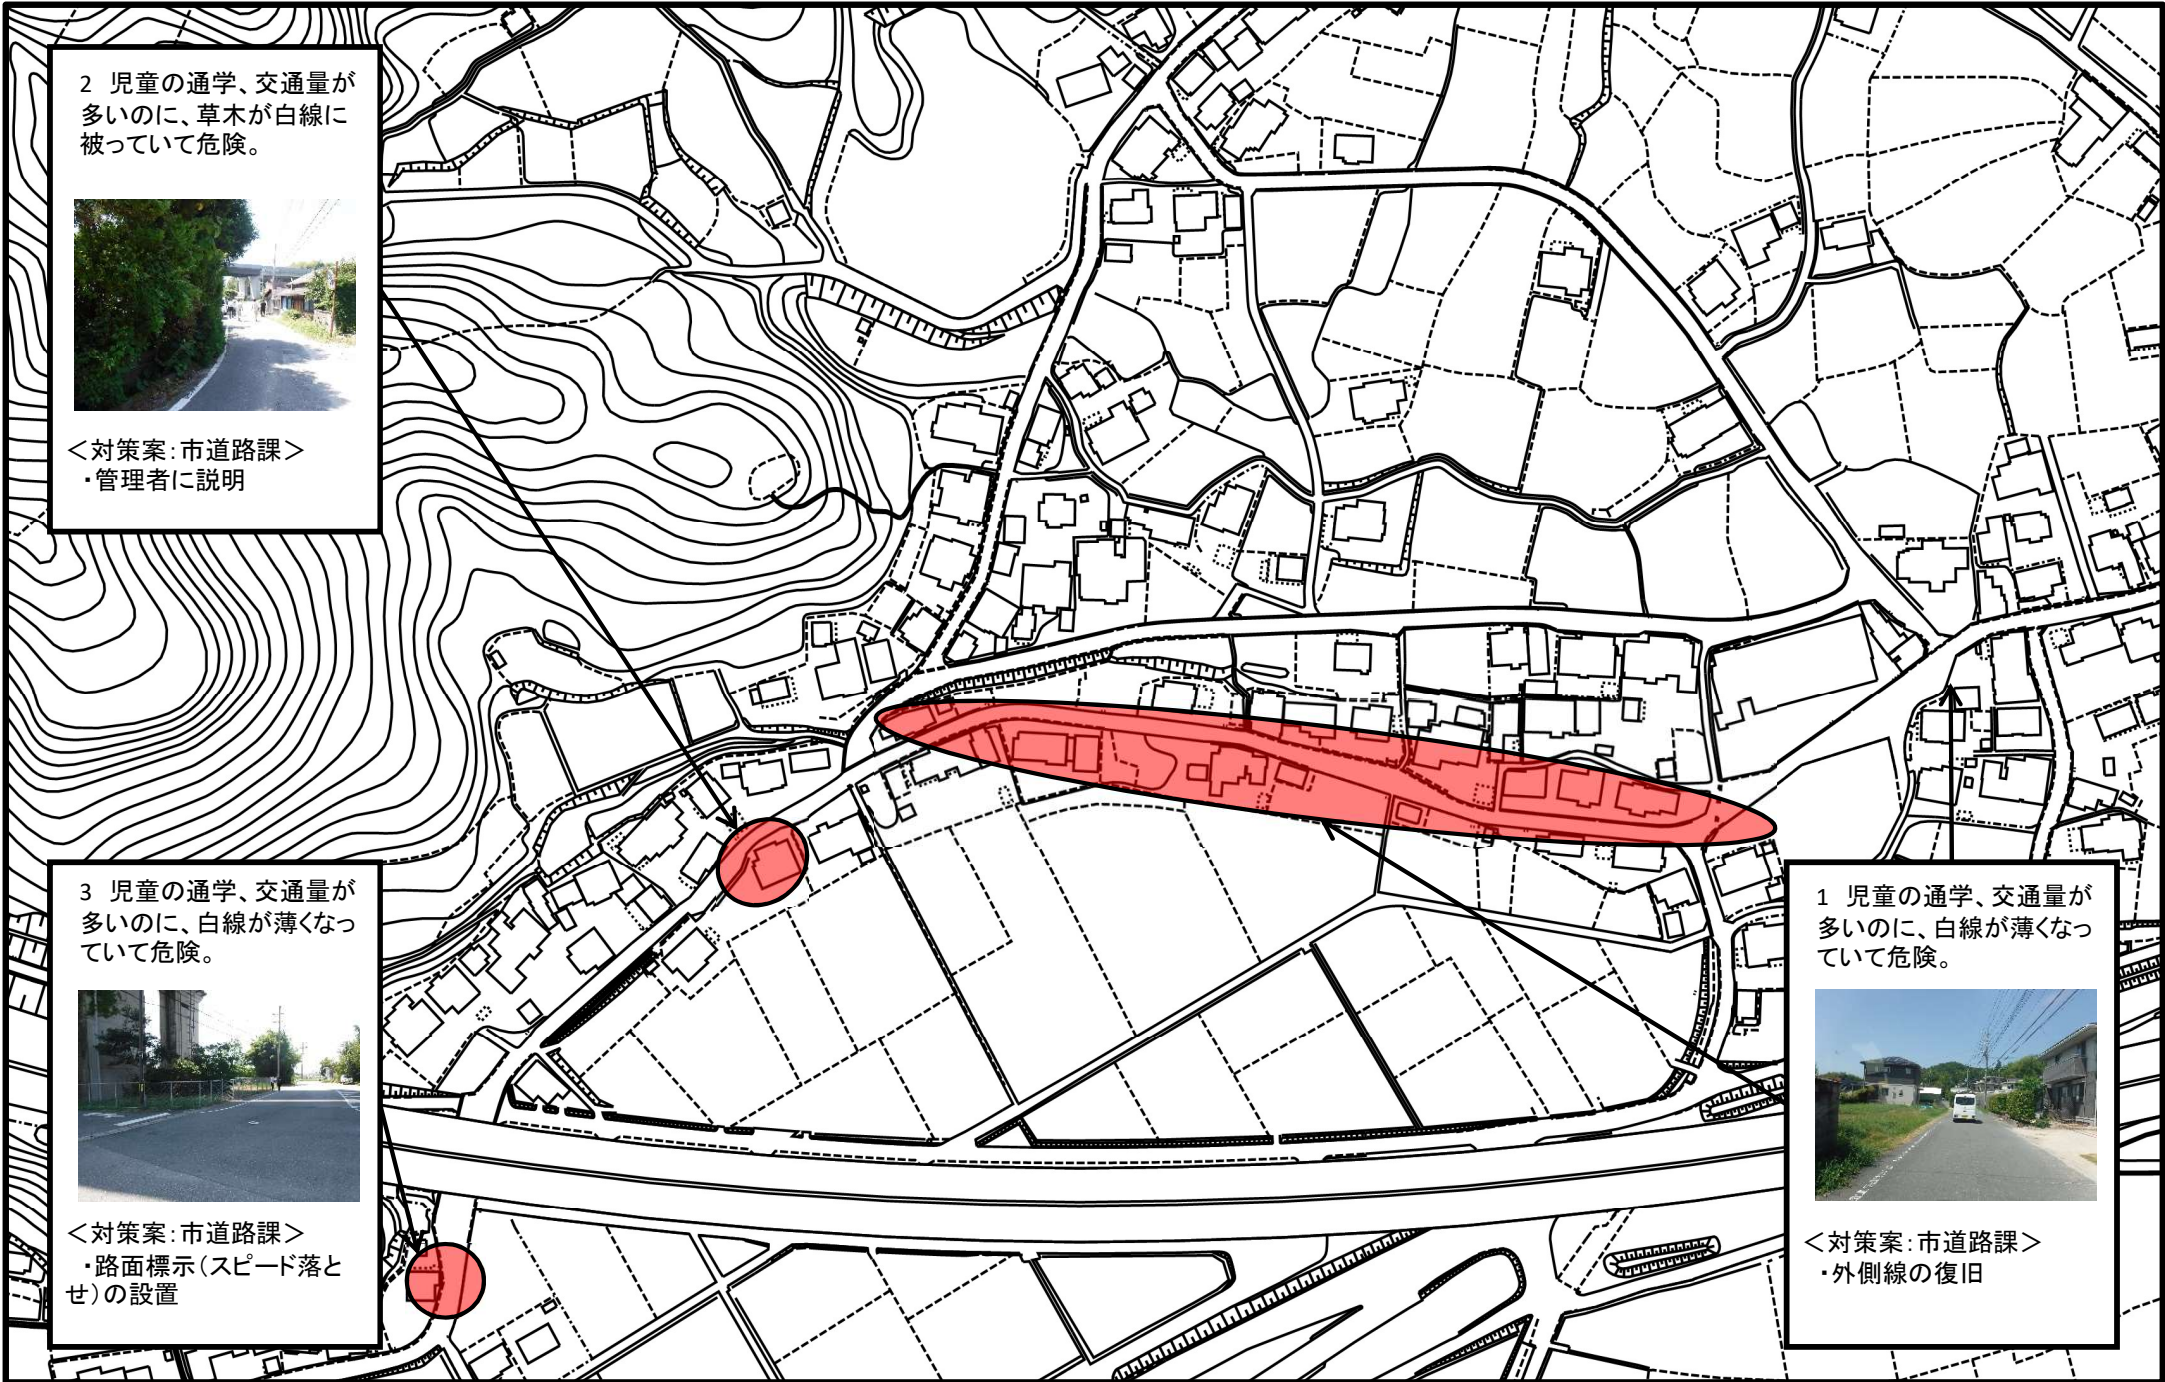 2 児童の通学、交通量が
多いのに、草木が白線に
被っていて危険。
＜対策案：市道路課＞
・管理者に説明
3 児童の通学、交通量が
多いのに、白線が薄くなっ
ていて危険。
＜対策案：市道路課＞
・路面標示（スピード落と
せ）の設置
1 児童の通学、交通量が
多いのに、白線が薄くなっ
ていて危険。
＜対策案：市道路課＞
・外側線の復旧